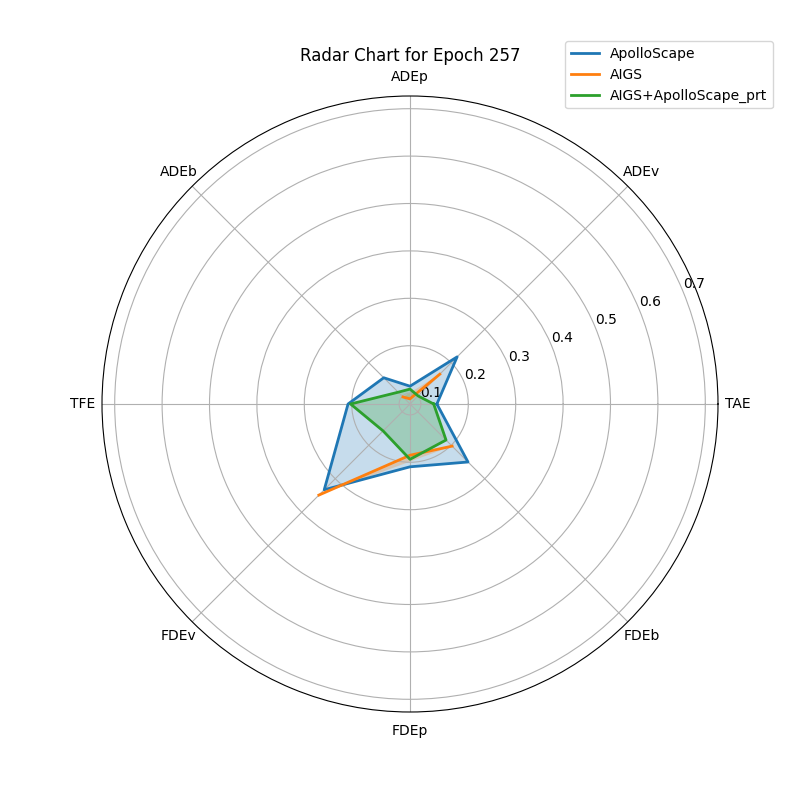 Radar Chart for Epoch 257
ApolloScape
AIGS
AIGS+ApolloScape_prt
ADEp
ADEb
ADEv
0.7
0.6
0.5
0.4
0.3
0.2
0.1
TFE
TAE
FDEv
FDEb
FDEp